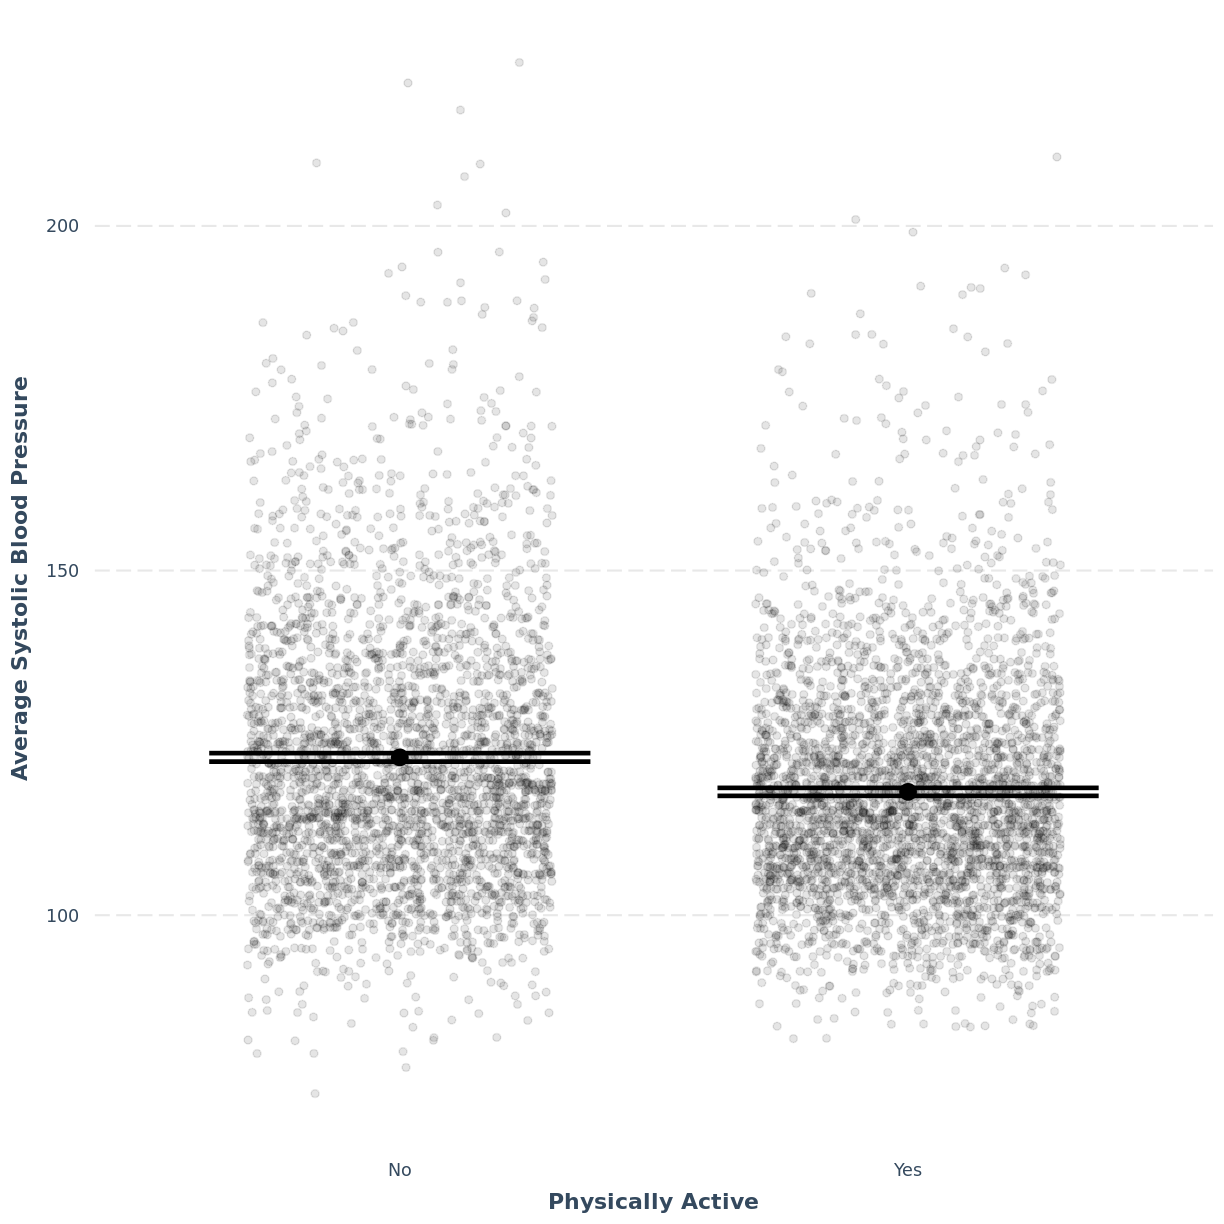 200
150
100
Average Systolic Blood Pressure
No
Yes
Physically Active